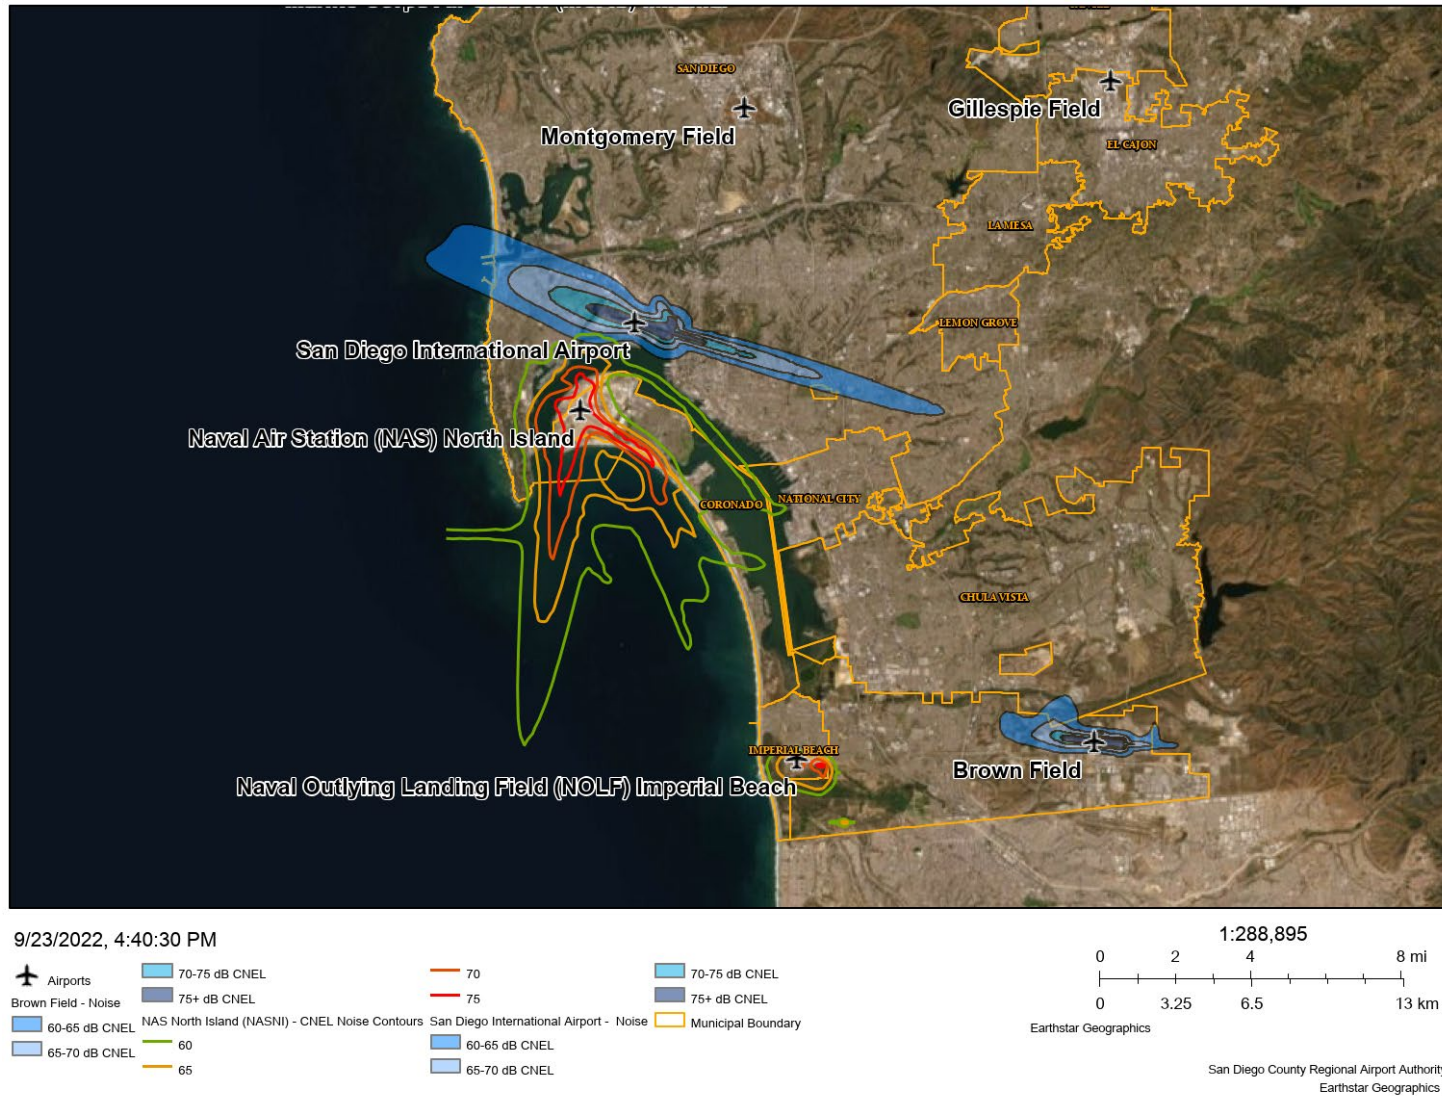 SAN DIEGO
Montgomery Field
Gillespie Field
EL CAJON
LA MESA
LEMON GROVE
San Diego International Airport
Naval Air Station (NAS) North Island
CORONADO
NATIONAL CITY
CHULA VISTA
IMPERIAL BEACH
Naval Outlying Landing Field (NOLF) Imperial Beach
Brown Field
9/23/2022, 4:40:30 PM
Airports
Brown Field - Noise
60-65 dB CNEL
65-70 dB CNEL
70-75 dB CNEL
75+ dB CNEL
NAS North Island (NASNI) - CNEL Noise Contours
60
65
70
75
San Diego International Airport - Noise
60-65 dB CNEL
65-70 dB CNEL
70-75 dB CNEL
75+ dB CNEL
Municipal Boundary
1:288,895
0 2 4 8 mi
0 3.25 6.5 13 km
Earthstar Geographics
San Diego County Regional Airport Authority
Earthstar Geographics